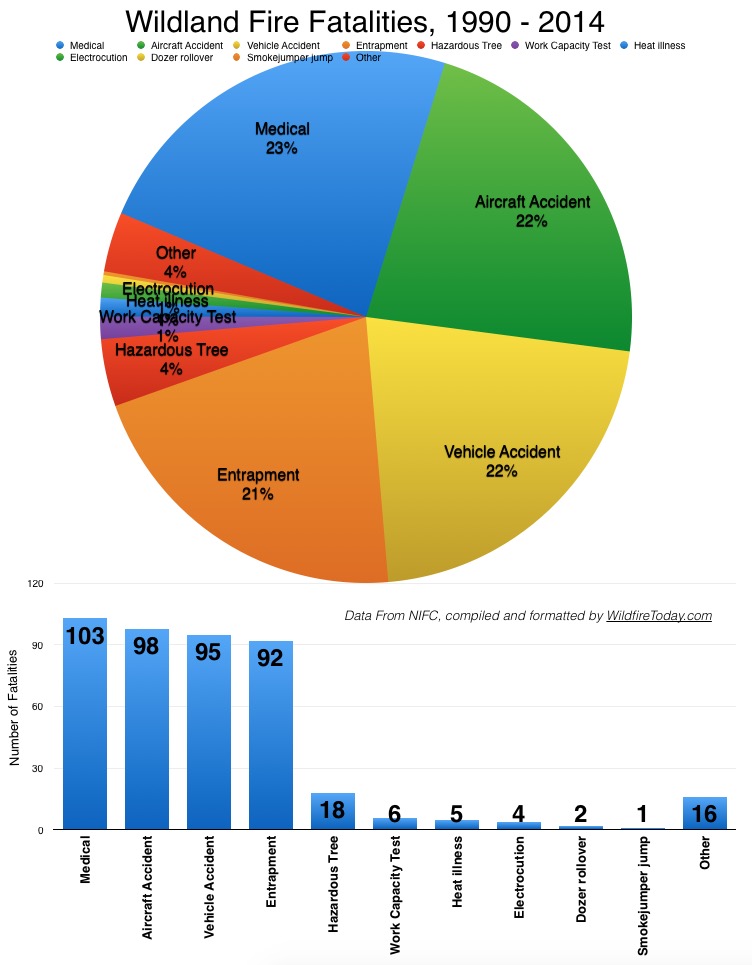 Wildland Fire Fatalities, 1990 - 2014
Medical Aircraft Accident Vehicle Accident Entrapment Hazardous Tree Work Capacity Test Heat illness
Electrocution Dozer rollover Smokejumper jump Other
Medical
23%
Aircraft Accident
22%
Other
4%
Electrocution
Heat illness
1%
Work Capacity Test
1%
Hazardous Tree
4%
Vehicle Accident
22%
Entrapment
21%
120
Data From NIFC, compiled and formatted by WildfireToday.com
90
60
30
0
Number of Fatalities
103
98
95
92
18
6
5
4
2
1
16
Medical
Aircraft Accident
Vehicle Accident
Entrapment
Hazardous Tree
Work Capacity Test
Heat illness
Electrocution
Dozer rollover
Smokejumper jump
Other